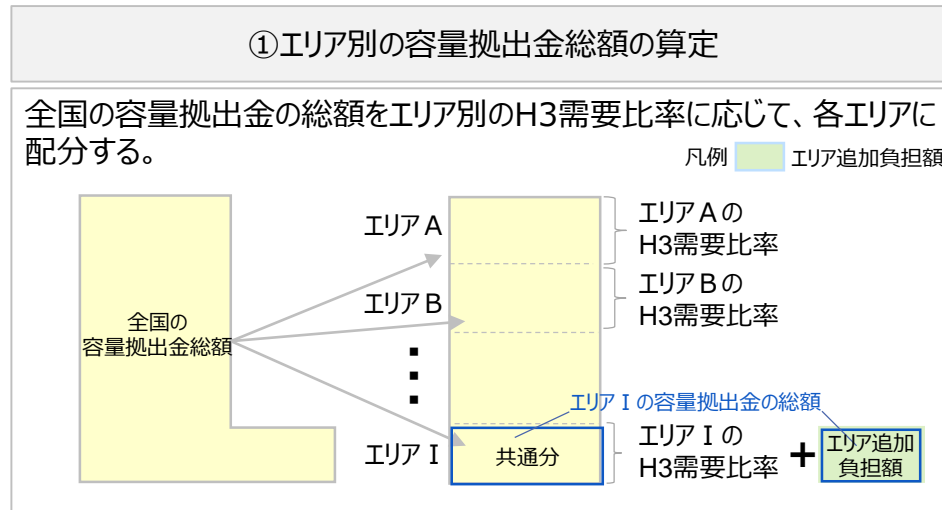 ①エリア別の容量拠出金総額の算定
全国の容量拠出金の総額をエリア別のH3需要比率に応じて、各エリアに
配分する。
凡例 エリア追加負担額
エリアA
エリアAの
H3需要比率
エリアB
エリアBの
H3需要比率
全国の
容量拠出金総額
エリアIの容量拠出金の総額
エリアI
共通分
エリアIの
H3需要比率
+
エリア追加
負担額